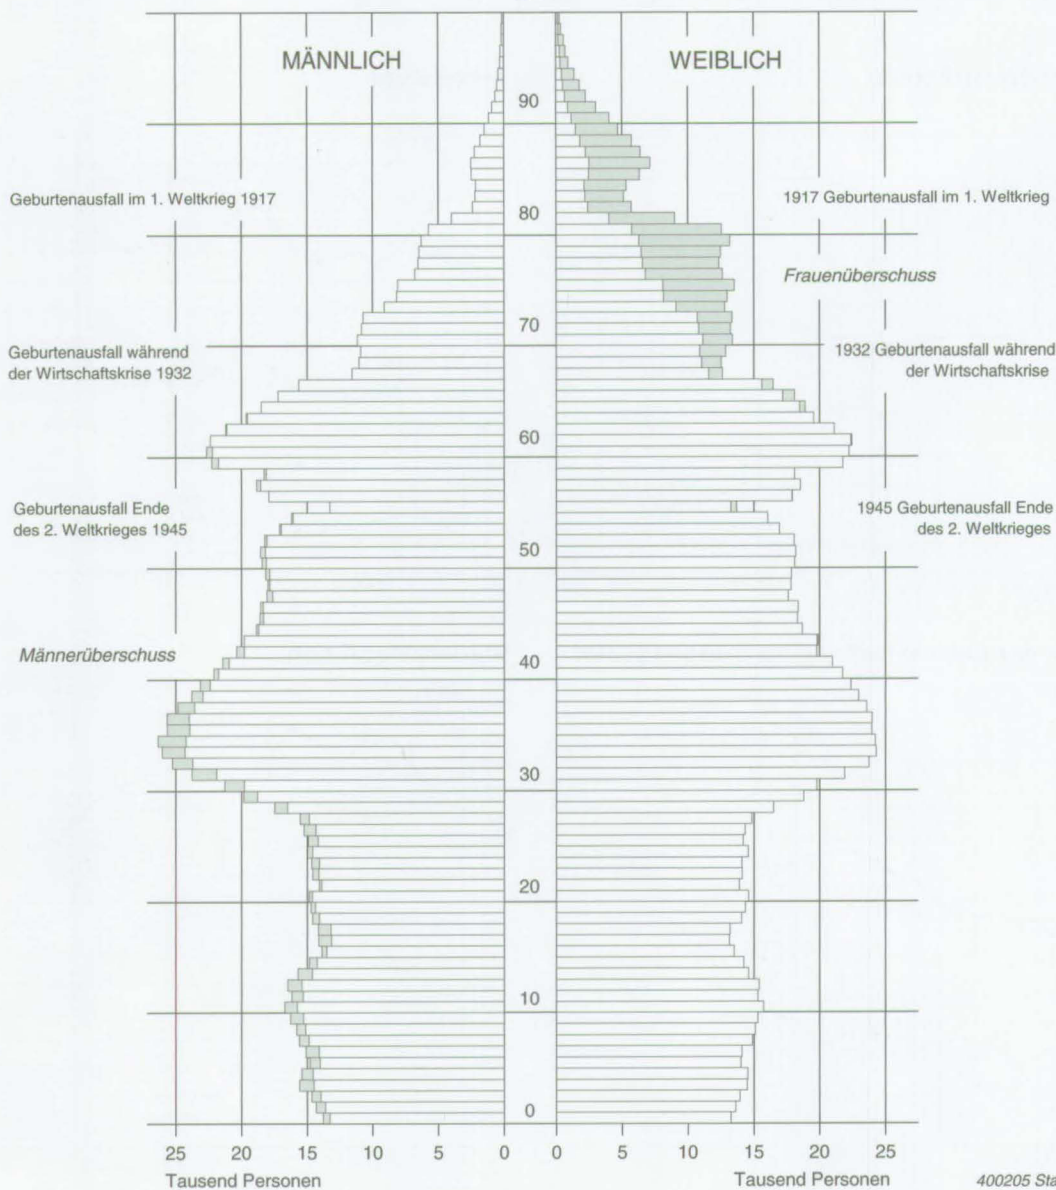 MÄNNLICH
WEIBLICH
90
Geburtenausfall im 1. Weltkrieg 1917
1917 Geburtenausfall im 1. Weltkrieg
80
Frauenüberschuss
70
Geburtenausfall während
der Wirtschaftskrise 1932
1932 Geburtenausfall während
der Wirtschaftskrise
60
Geburtenausfall Ende
des 2. Weltkrieges 1945
1945 Geburtenausfall Ende
des 2. Weltkrieges
50
Männerüberschuss
40
30
20
10
0
25 20 15 10 5 0
0 5 10 15 20 25
Tausend Personen
Tausend Personen
400205 Sta